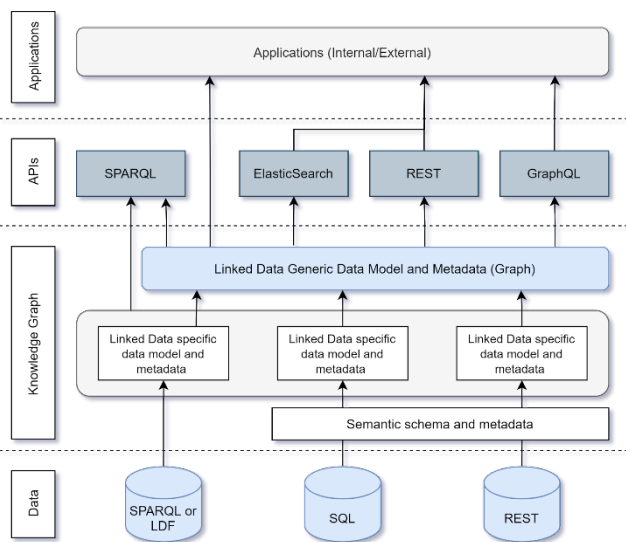 Applications
Applications (Internal/External)
APIs
SPARQL
ElasticSearch
REST
GraphQL
Knowledge Graph
Linked Data Generic Data Model and Metadata (Graph)
Linked Data specific
data model and
metadata
Linked Data specific
data model and
metadata
Linked Data specific
data model and
metadata
Semantic schema and metadata
Data
SPARQL or
LDF
SQL
REST